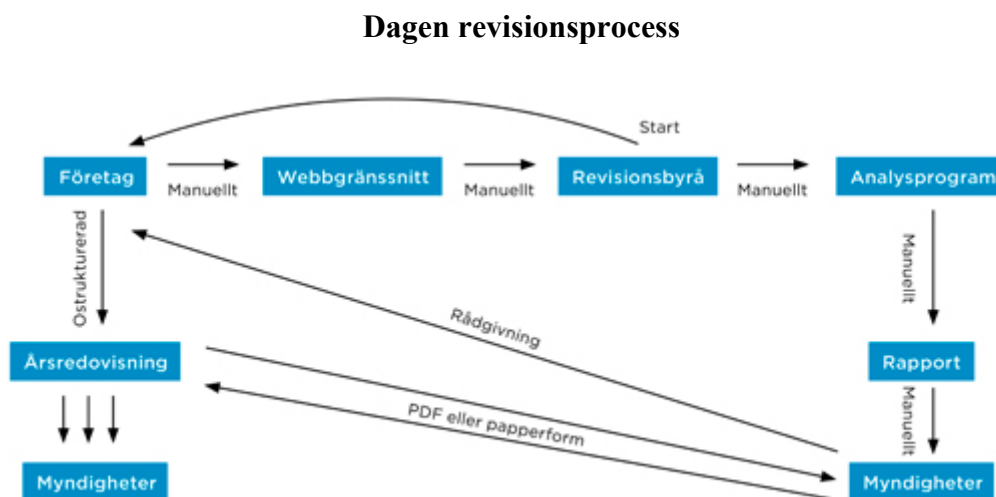 Dagen revisionsprocess
Start
Företag
Manuellt
Webbgränssnitt
Manuellt
Revisionsbyrå
Manuellt
Analysprogram
Ostrukturerad
Manuellt
Rådgivning
Årsredovisning
Rapport
PDF eller papperform
Manuellt
Myndigheter
Myndigheter